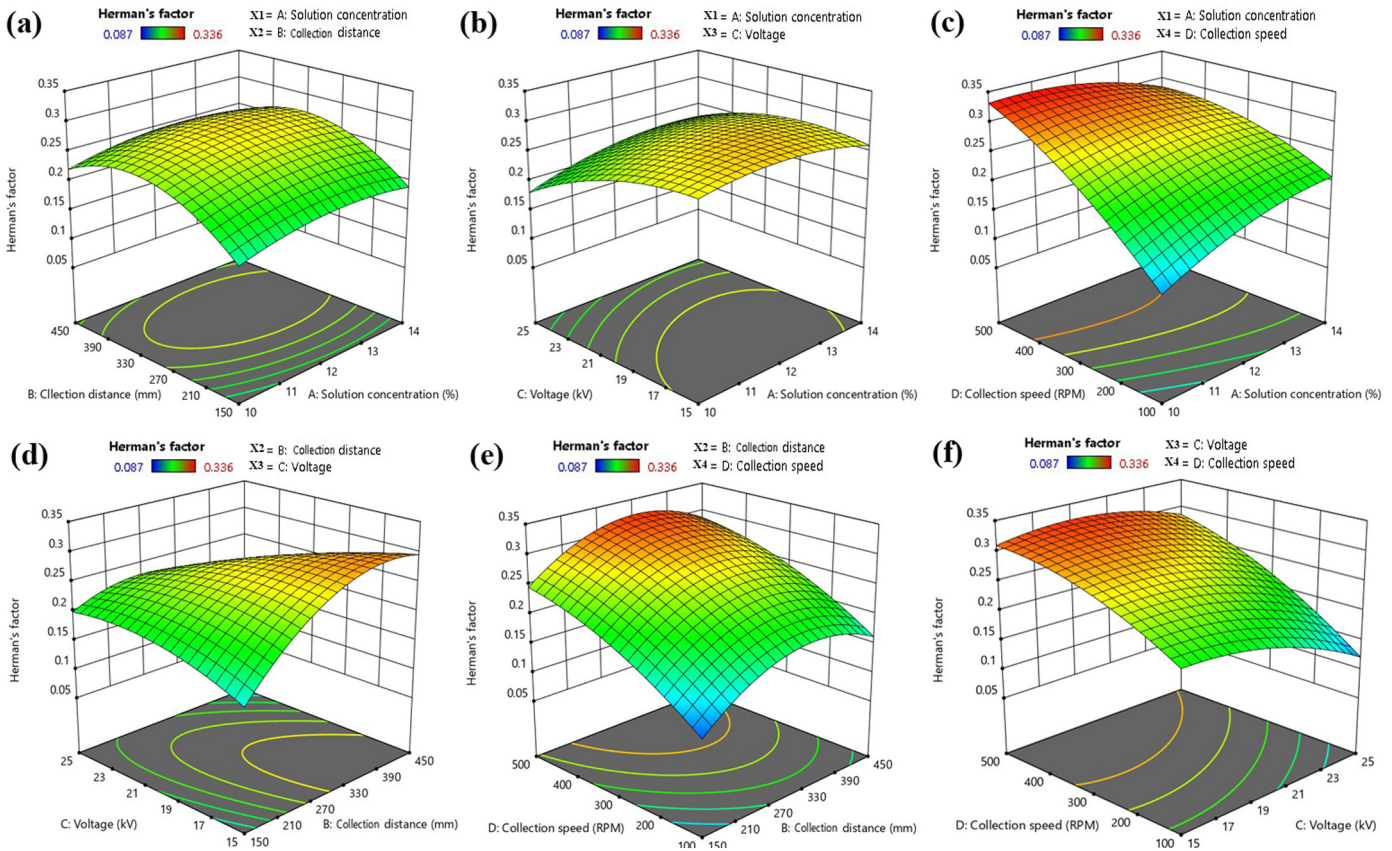 (a)
Herman's factor
0.087 0.336
X1 = A: Solution concentration
X2 = B: Collection distance
0.35
0.3
0.25
0.2
0.15
0.1
0.05
Herman's factor
450
390
330
270
210
150
10
11
12
13
14
B: Cllection distance (mm)
A: Solution concentration (%)
(b)
Herman's factor
0.087 0.336
X1 = A: Solution concentration
X3 = C: Voltage
0.35
0.3
0.25
0.2
0.15
0.1
0.05
Herman's factor
25
23
21
19
17
15
10
11
12
13
14
C: Voltage (kV)
A: Solution concentration (%)
(c)
Herman's factor
0.087 0.336
X1 = A: Solution concentration
X4 = D: Collection speed
0.35
0.3
0.25
0.2
0.15
0.1
0.05
Herman's factor
500
400
300
200
100
10
11
12
13
14
D: Collection speed (RPM)
A: Solution concentration (%)
(d)
Herman's factor
0.087 0.336
X2 = B: Collection distance
X3 = C: Voltage
0.35
0.3
0.25
0.2
0.15
0.1
0.05
Herman's factor
25
23
21
19
17
15
150
210
270
330
390
450
C: Voltage (kV)
B: Collection distance (mm)
(e)
Herman's factor
0.087 0.336
X2 = B: Collection distance
X4 = D: Collection speed
0.35
0.3
0.25
0.2
0.15
0.1
0.05
Herman's factor
500
400
300
200
100
150
210
270
330
390
450
D: Collection speed (RPM)
B: Collection distance (mm)
(f)
Herman's factor
0.087 0.336
X3 = C: Voltage
X4 = D: Collection speed
0.35
0.3
0.25
0.2
0.15
0.1
0.05
Herman's factor
500
400
300
200
100
15
17
19
21
23
25
D: Collection speed (RPM)
C: Voltage (kV)